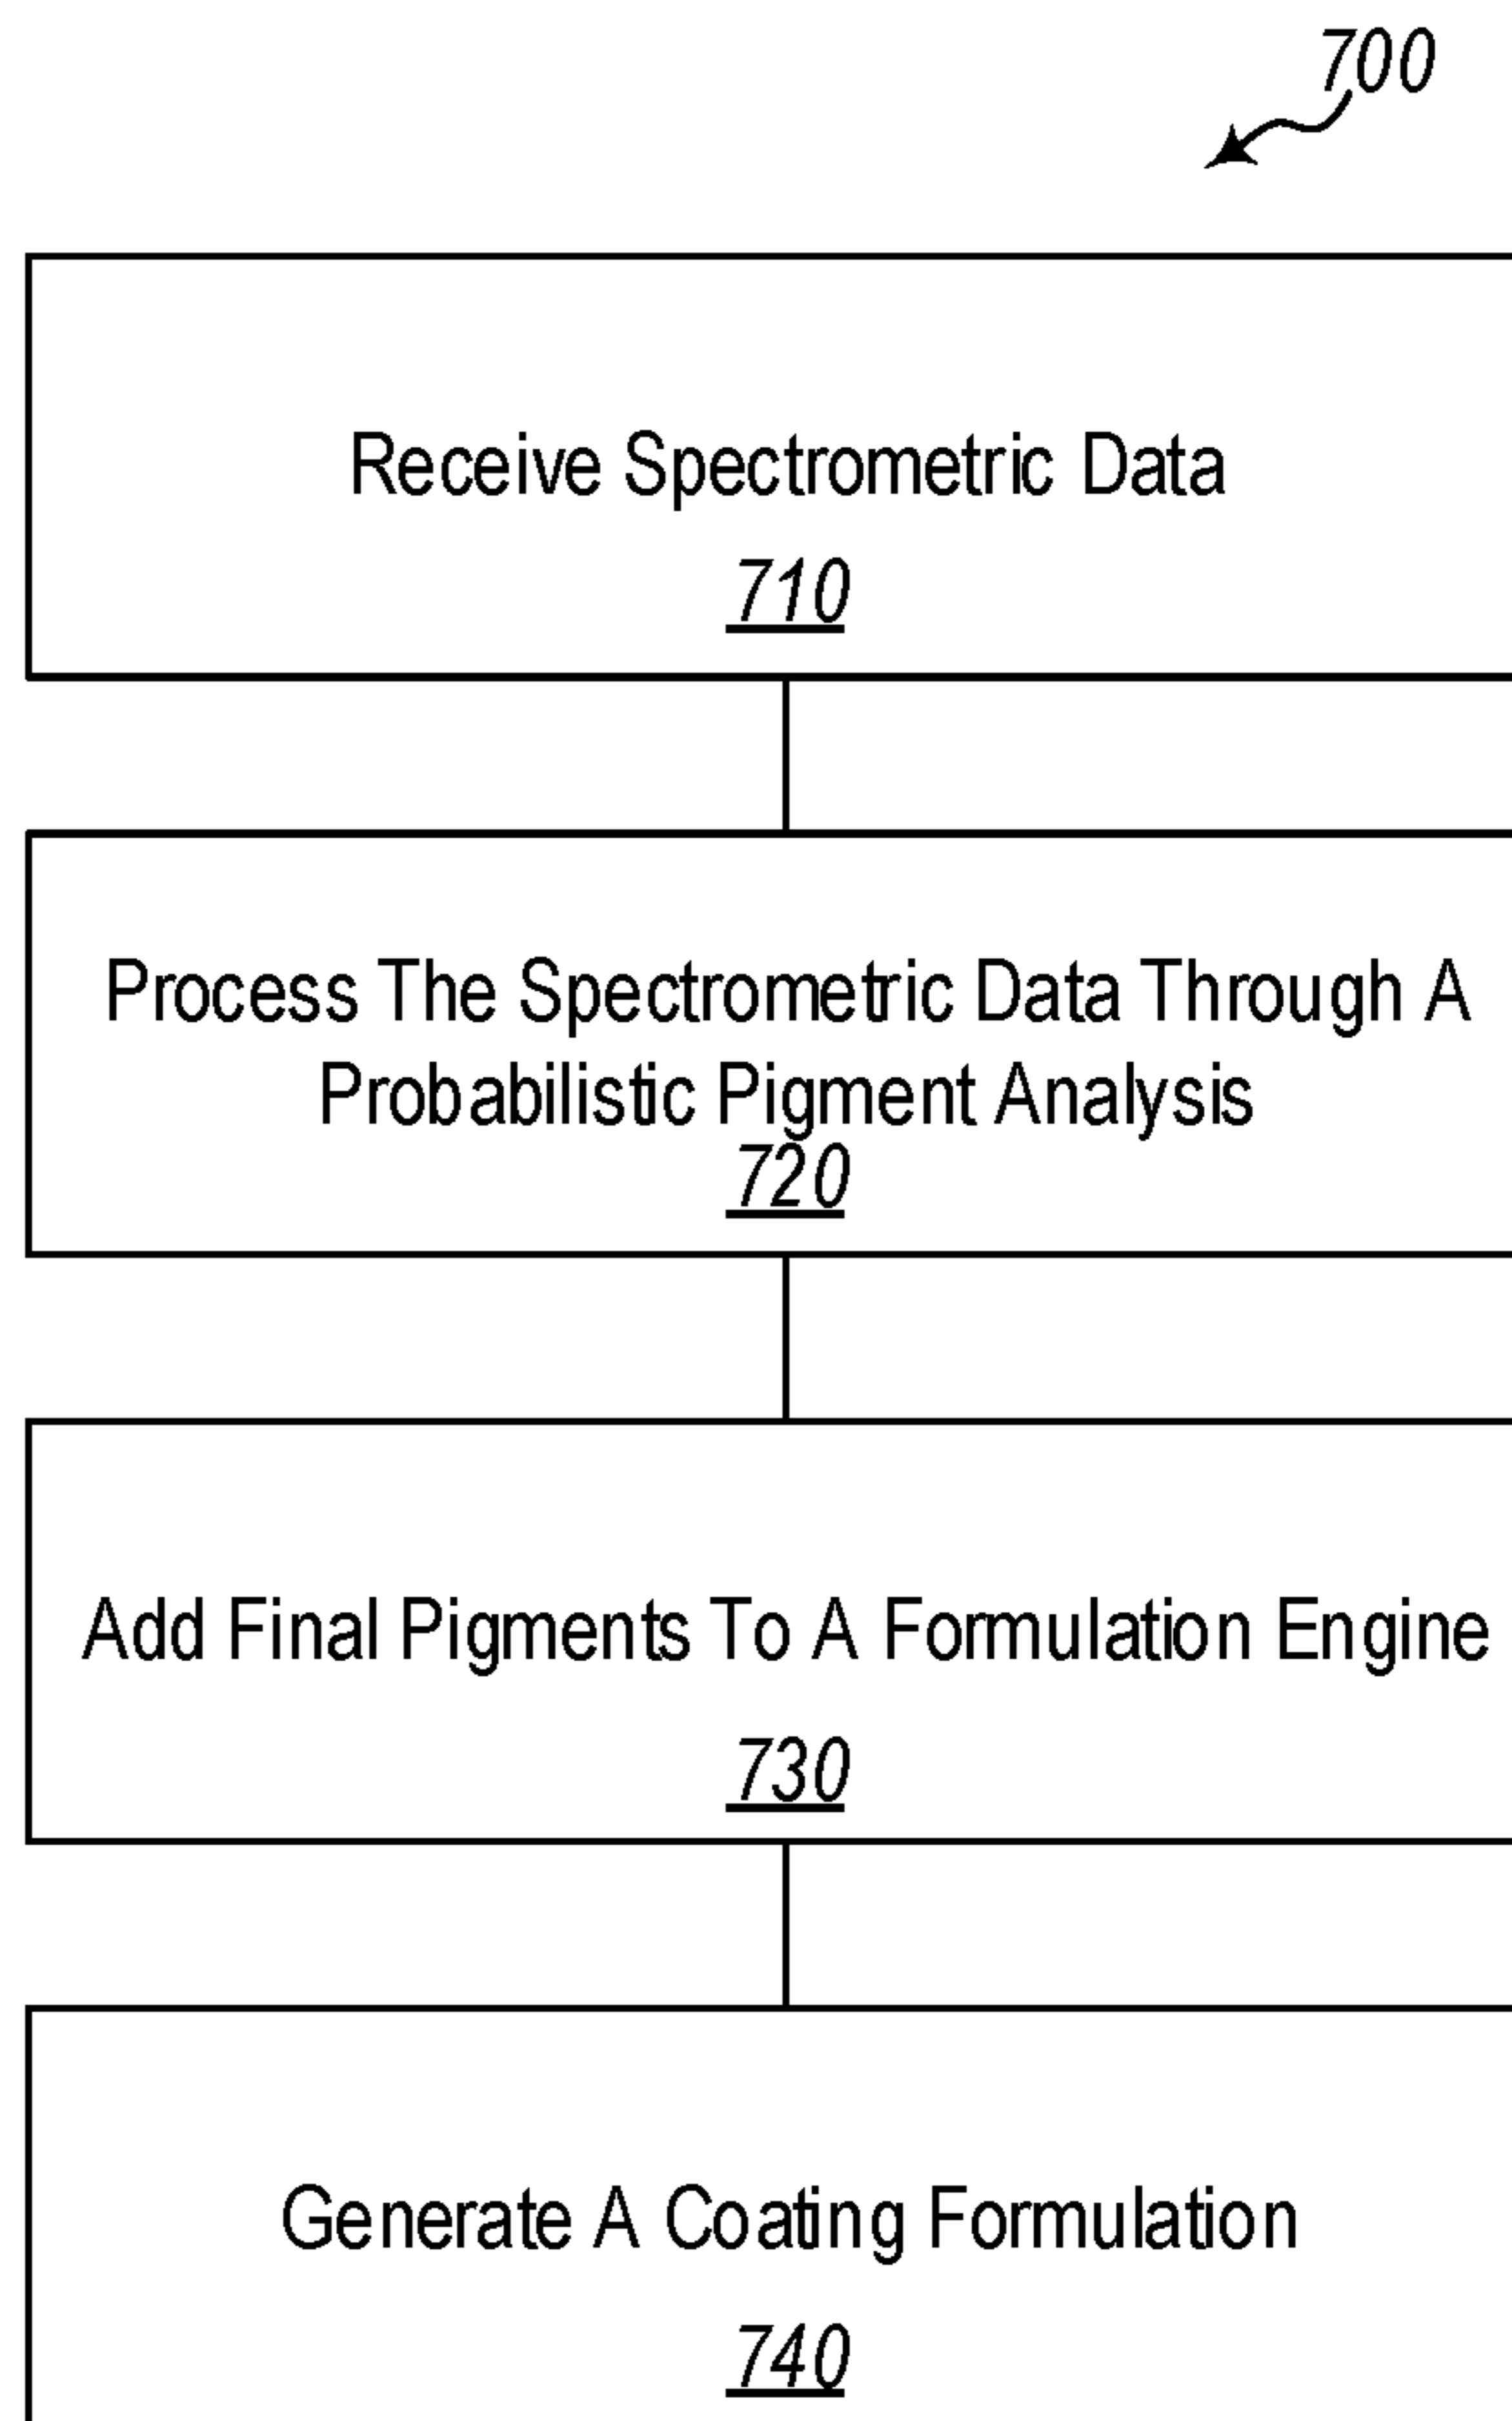 700
Receive Spectrometric Data
710
Process The Spectrometric Data Through A
Probabilistic Pigment Analysis
720
Add Final Pigments To A Formulation Engine
730
Generate A Coating Formulation
740